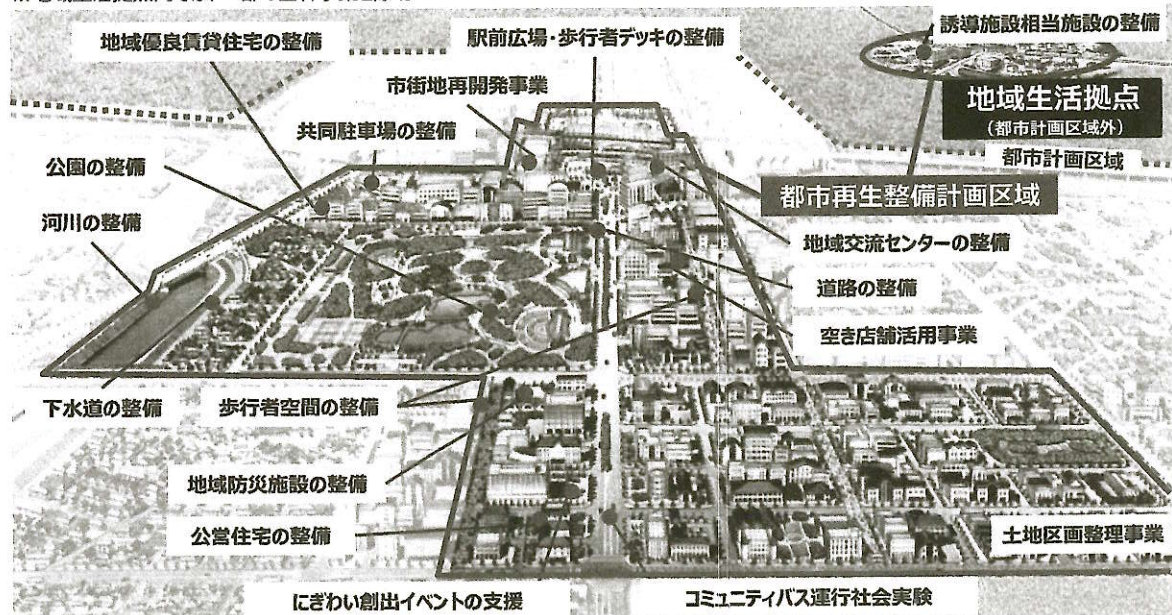 地域優良賃貸住宅の整備
駅前広場・歩行者デッキの整備
誘導施設相当施設の整備
市街地再開発事業
地域生活拠点
(都市計画区域外)
共同駐車場の整備
都市計画区域
公園の整備
都市再生整備計画区域
河川の整備
地域交流センターの整備
道路の整備
空き店舗活用事業
下水道の整備
歩行者空間の整備
地域防災施設の整備
公営住宅の整備
土地区画整理事業
にぎわい創出イベントの支援
コミュニティバス運行社会実験